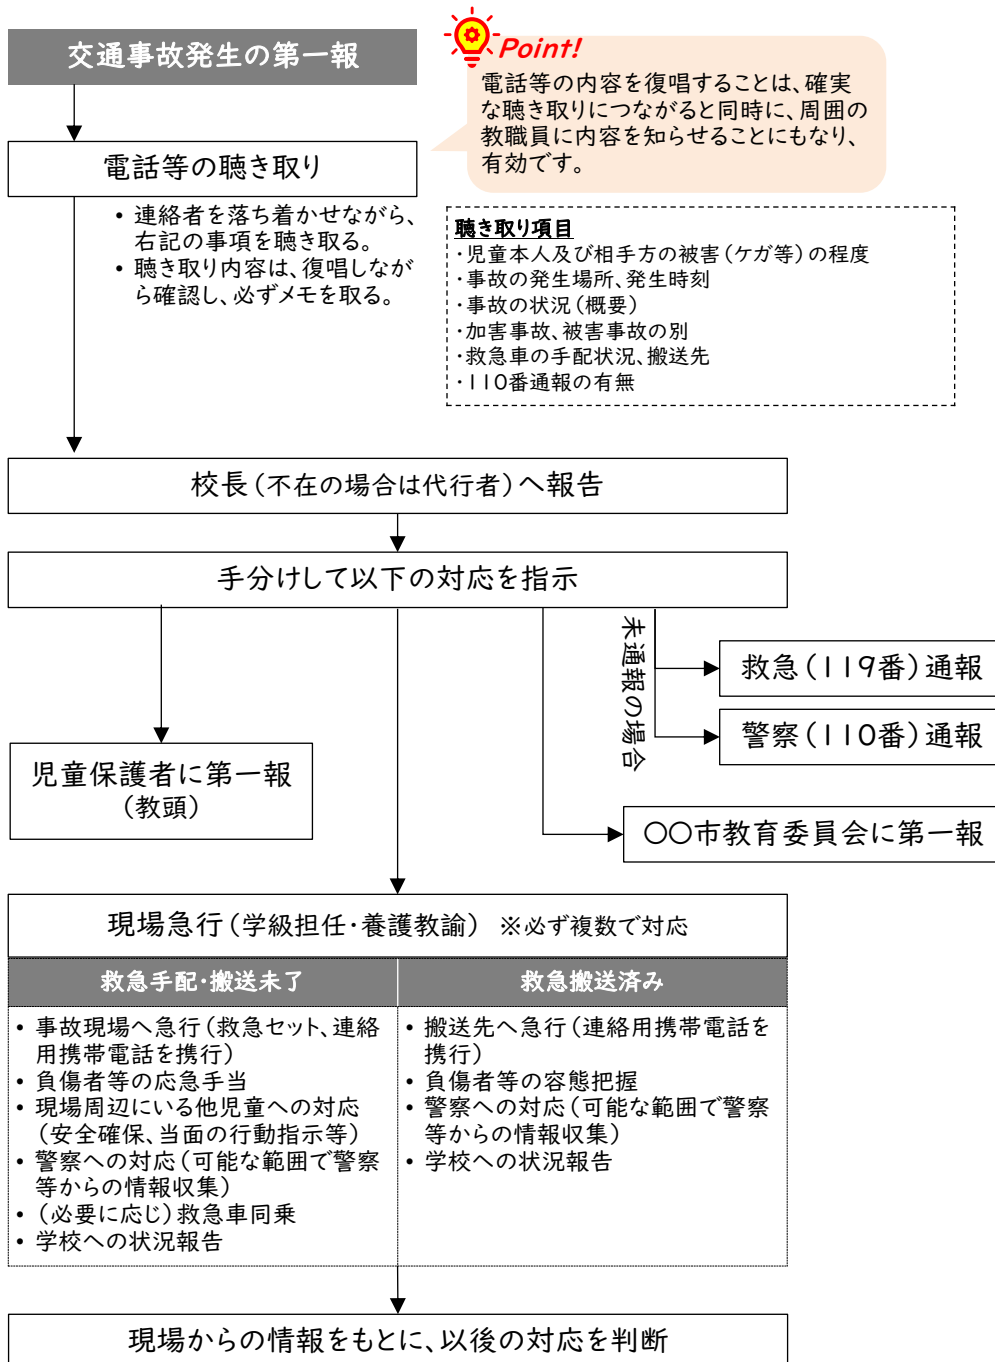 交通事故発生の第一報
Point!
電話等の内容を復唱することは、確実
な聴き取りにつながると同時に、周囲の
教職員に内容を知らせることにもなり、
有効です。
電話等の聴き取り
• 連絡者を落ち着かせながら、
右記の事項を聴き取る。
• 聴き取り内容は、復唱しなが
ら確認し、必ずメモを取る。
聴き取り項目
・児童本人及び相手方の被害（ケガ等）の程度
・事故の発生場所、発生時刻
・事故の状況（概要）
・加害事故、被害事故の別
・救急車の手配状況、搬送先
・110番通報の有無
校長（不在の場合は代行者）へ報告
手分けして以下の対応を指示
未通報の場合
救急（119番）通報
警察（110番）通報
児童保護者に第一報
（教頭）
〇〇市教育委員会に第一報
現場急行（学級担任・養護教諭） ※必ず複数で対応
救急手配・搬送未了
• 事故現場へ急行（救急セット、連絡
用携帯電話を携行）
• 負傷者等の応急手当
• 現場周辺にいる他児童への対応
（安全確保、当面の行動指示等）
• 警察への対応（可能な範囲で警察
等からの情報収集）
• （必要に応じ）救急車同乗
• 学校への状況報告
救急搬送済み
• 搬送先へ急行（連絡用携帯電話を
携行）
• 負傷者等の容態把握
• 警察への対応（可能な範囲で警察
等からの情報収集）
• 学校への状況報告
現場からの情報をもとに、以後の対応を判断